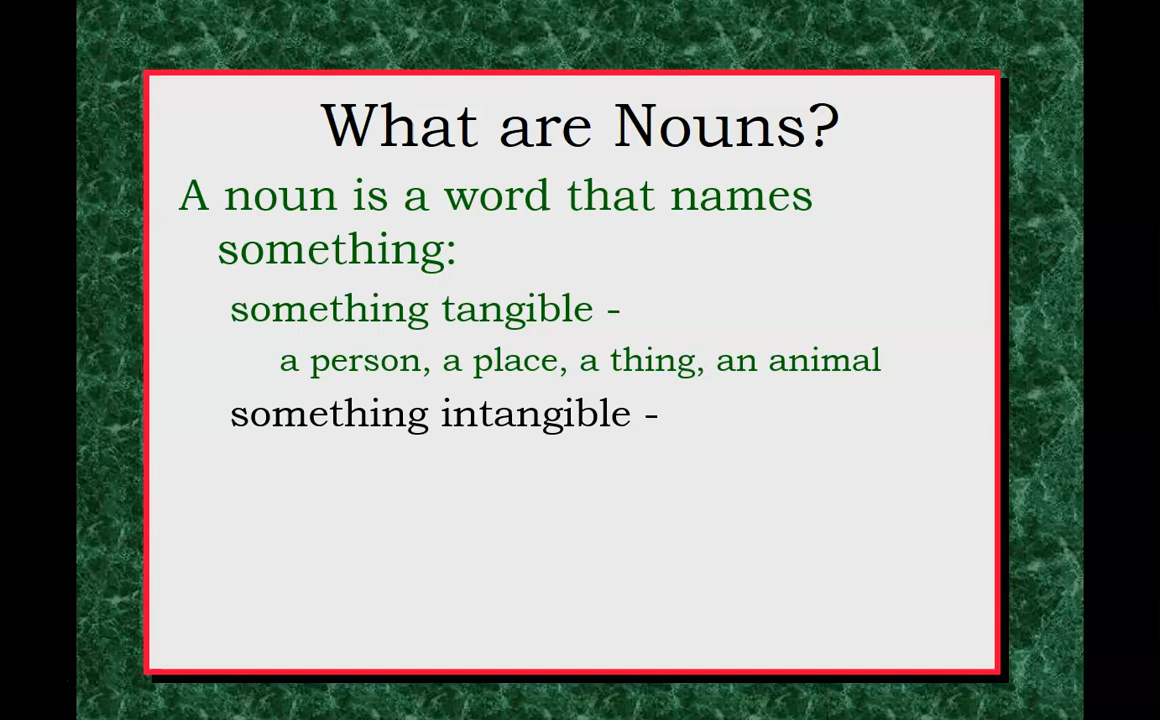 What are Nouns?
A noun is a word that names
something:
something tangible -
a person, a place, a thing, an animal
something intangible -